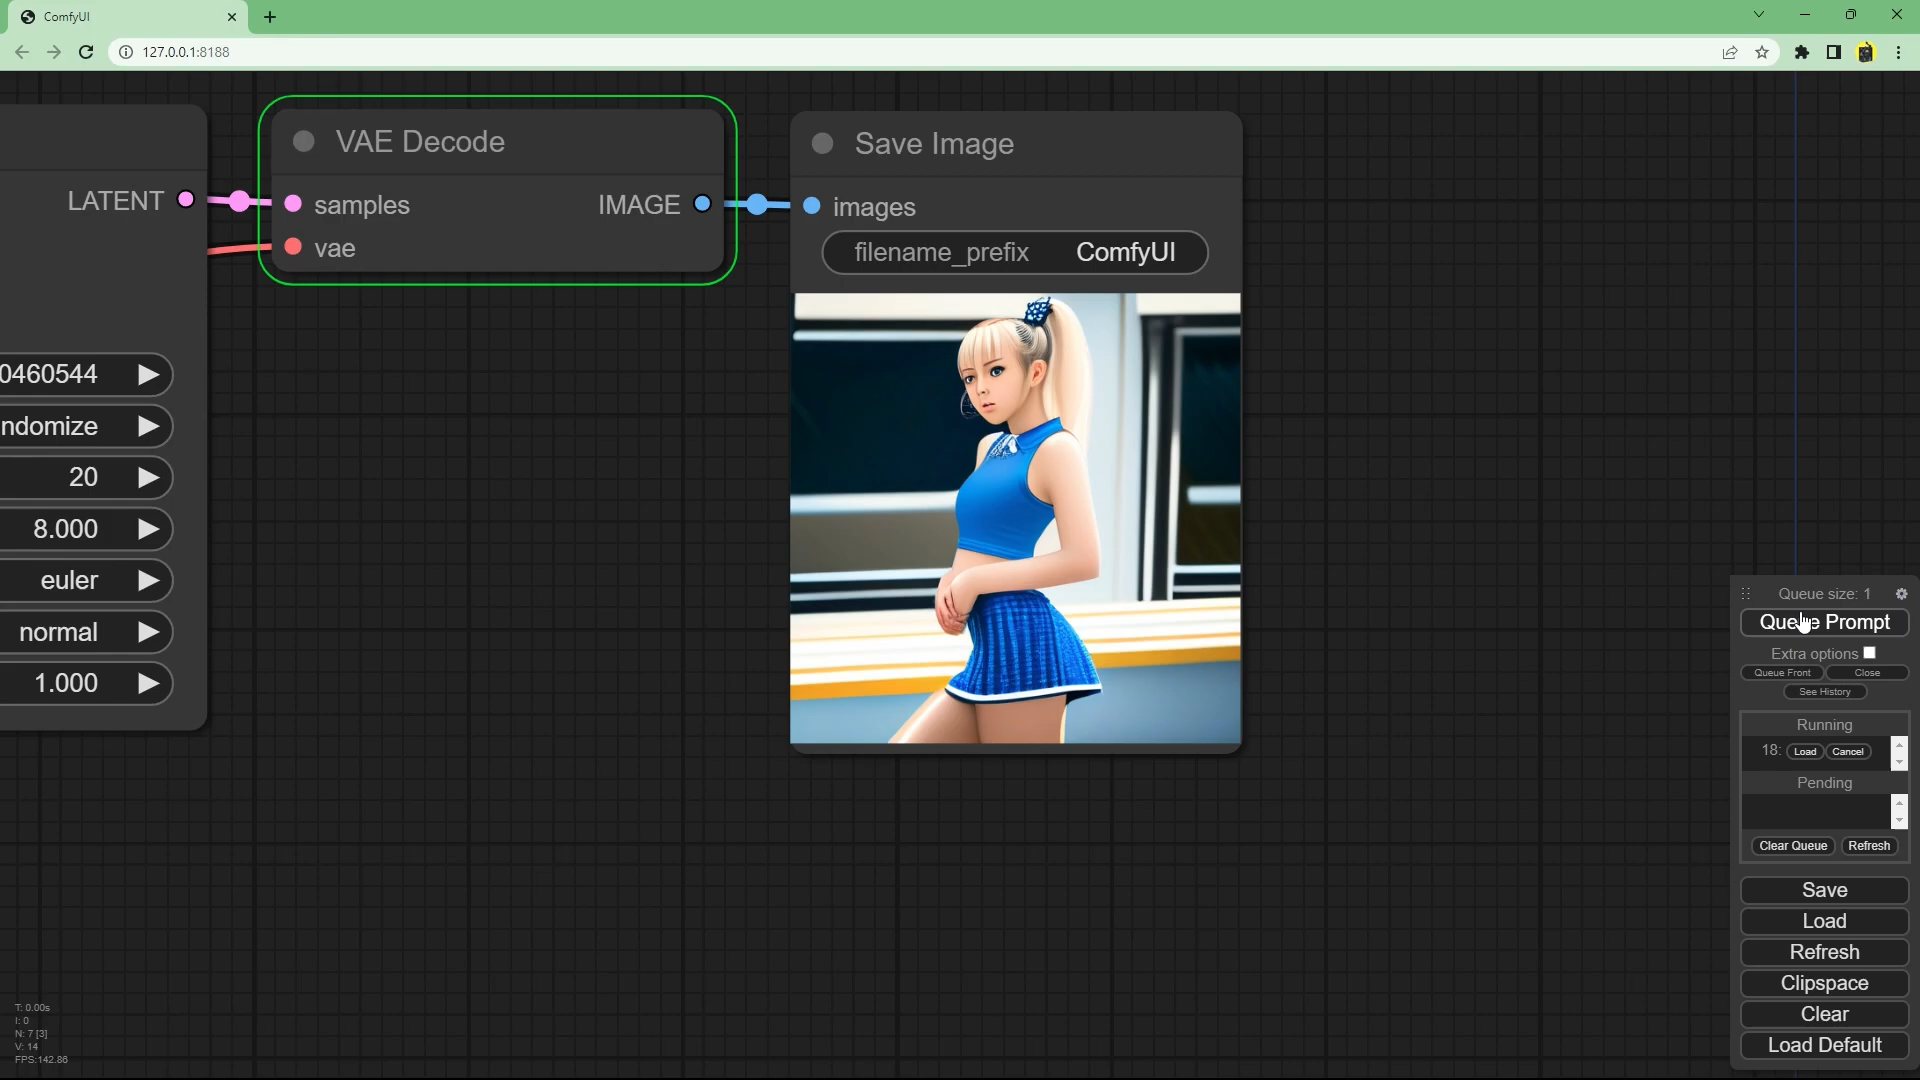 ComfyUI
127.0.0.1:8188
LATENT
VAE Decode
samples
IMAGE
vae
Save Image
images
filename_prefix ComfyUI
0460544
ndomize
20
8.000
euler
normal
1.000
Queue size: 1
Queue Prompt
Extra options
Queue Front Close
See History
Running
18: Load Cancel
Pending
Clear Queue Refresh
Save
Load
Refresh
Clipspace
Clear
Load Default
T: 0.00s
I: 0
N: 7 [3]
V: 14
FPS:142.86